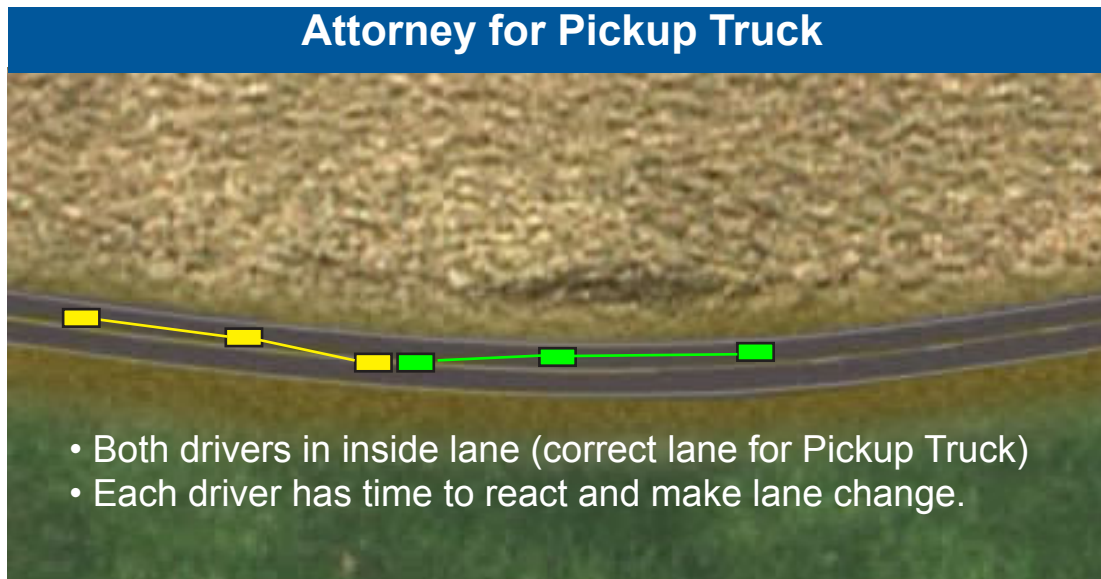 Attorney for Pickup Truck
• Both drivers in inside lane (correct lane for Pickup Truck)
• Each driver has time to react and make lane change.